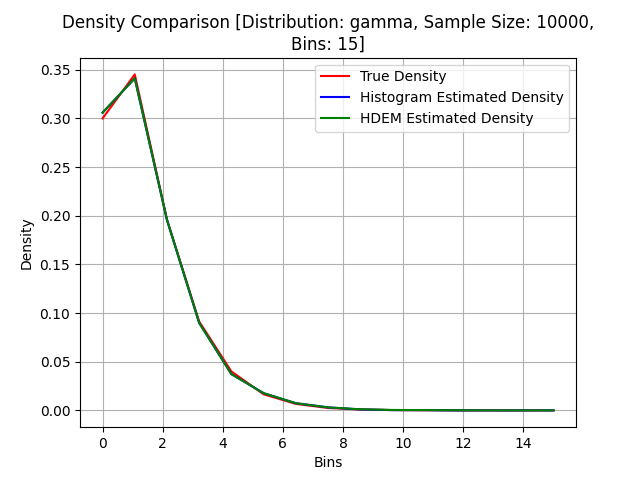 Density Comparison [Distribution: gamma, Sample Size: 10000,
Bins: 15]
True Density
Histogram Estimated Density
HDEM Estimated Density
Density
0.35
0.30
0.25
0.20
0.15
0.10
0.05
0.00
0 2 4 6 8 10 12 14
Bins